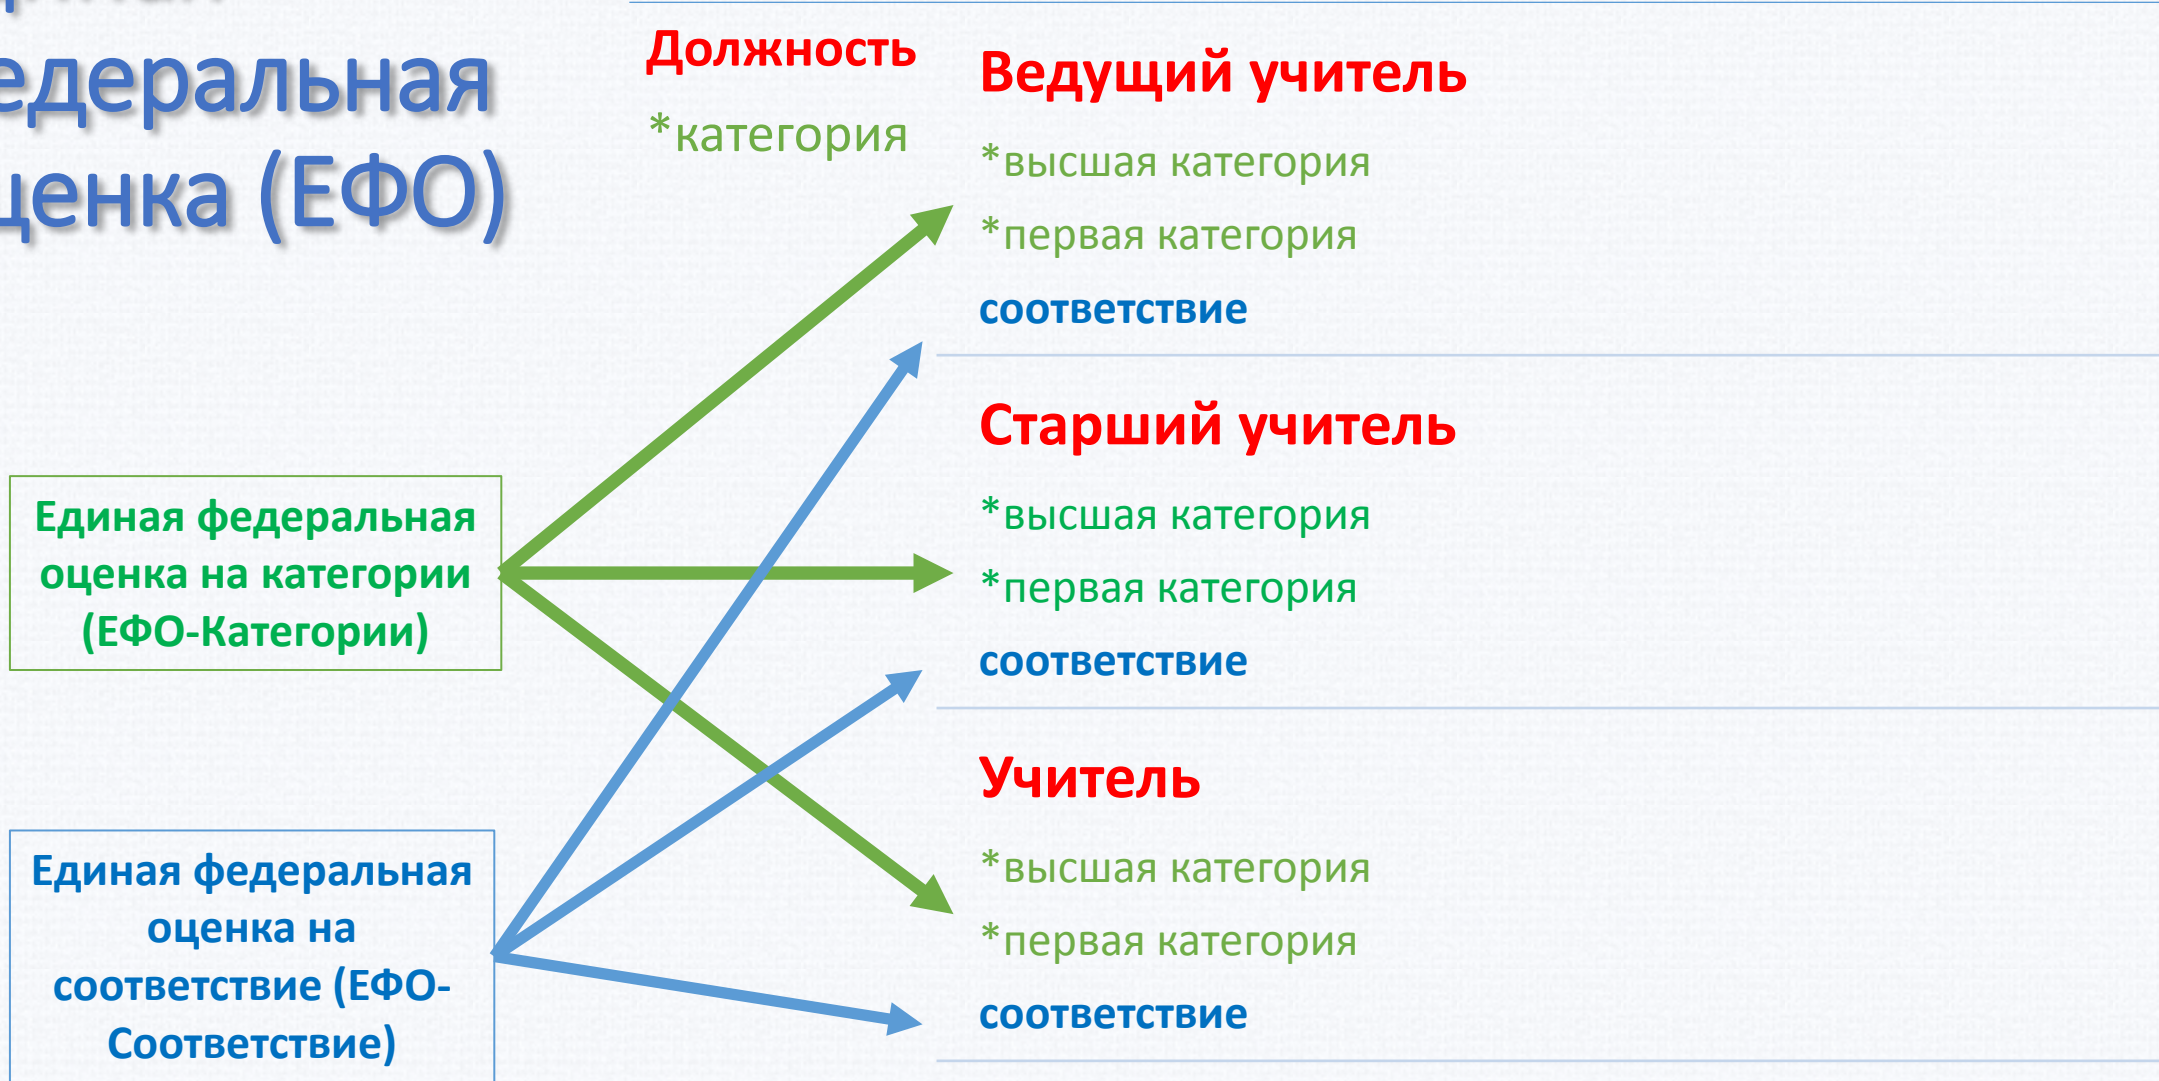 едеральная
ценка (ЕФО)
Должность
*категория
Ведущий учитель
*высшая категория
*первая категория
соответствие
Старший учитель
*высшая категория
*первая категория
соответствие
Учитель
*высшая категория
*первая категория
соответствие
Единая федеральная
оценка на категории
(ЕФО-Категории)
Единая федеральная
оценка на
соответствие (ЕФО-
Соответствие)